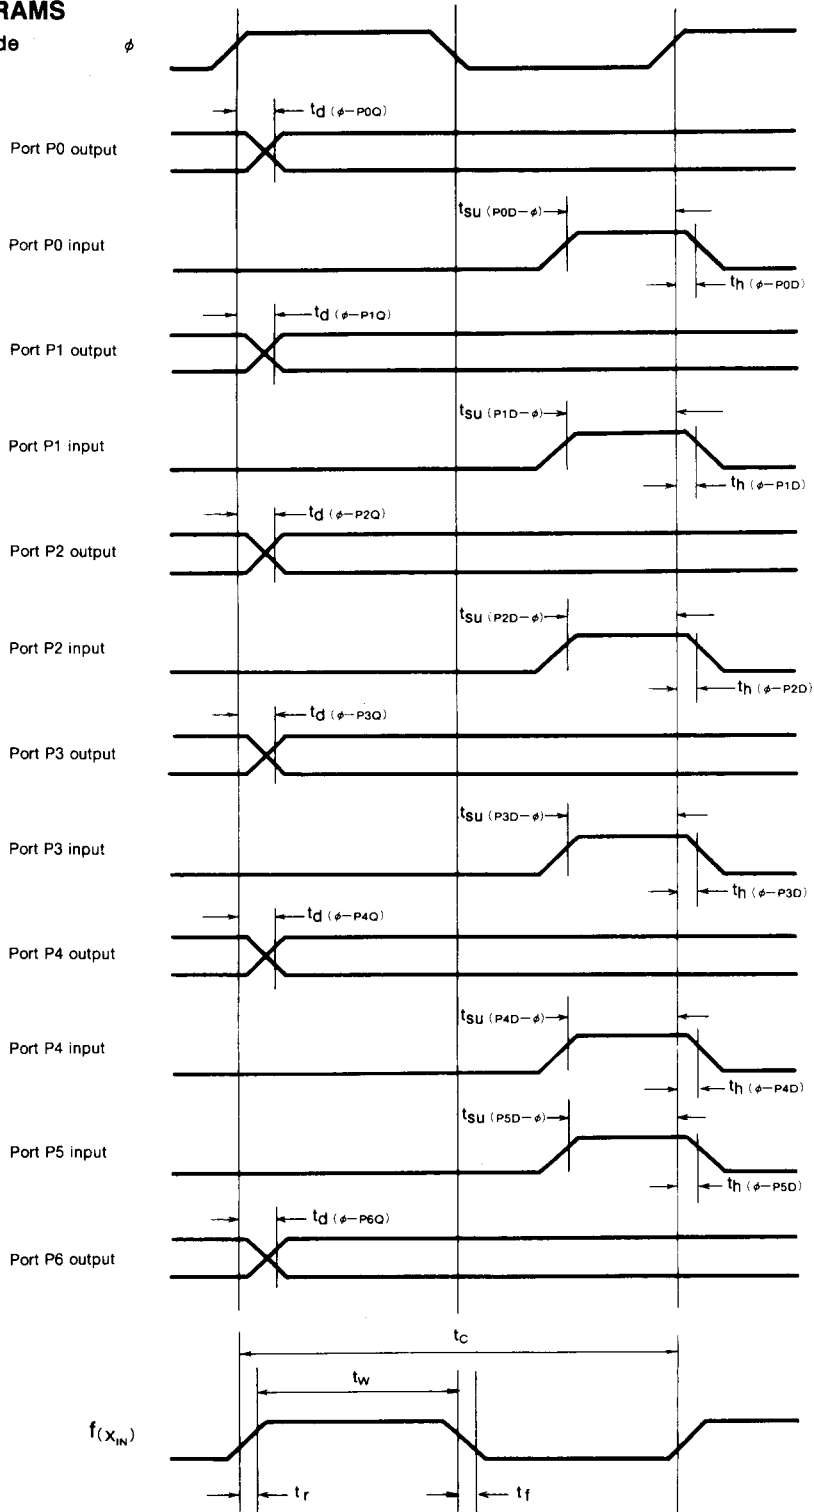 RAMS
de φ
td (φ−P0Q)
Port P0 output
tsu (P0D−φ)
Port P0 input
th (φ−P0D)
td (φ−P1Q)
Port P1 output
tsu (P1D−φ)
Port P1 input
th (φ−P1D)
td (φ−P2Q)
Port P2 output
tsu (P2D−φ)
Port P2 input
th (φ−P2D)
td (φ−P3Q)
Port P3 output
tsu (P3D−φ)
Port P3 input
th (φ−P3D)
td (φ−P4Q)
Port P4 output
tsu (P4D−φ)
Port P4 input
th (φ−P4D)
tsu (P5D−φ)
Port P5 input
th (φ−P5D)
td (φ−P6Q)
Port P6 output
tc
tw
f(XIN)
tr tf